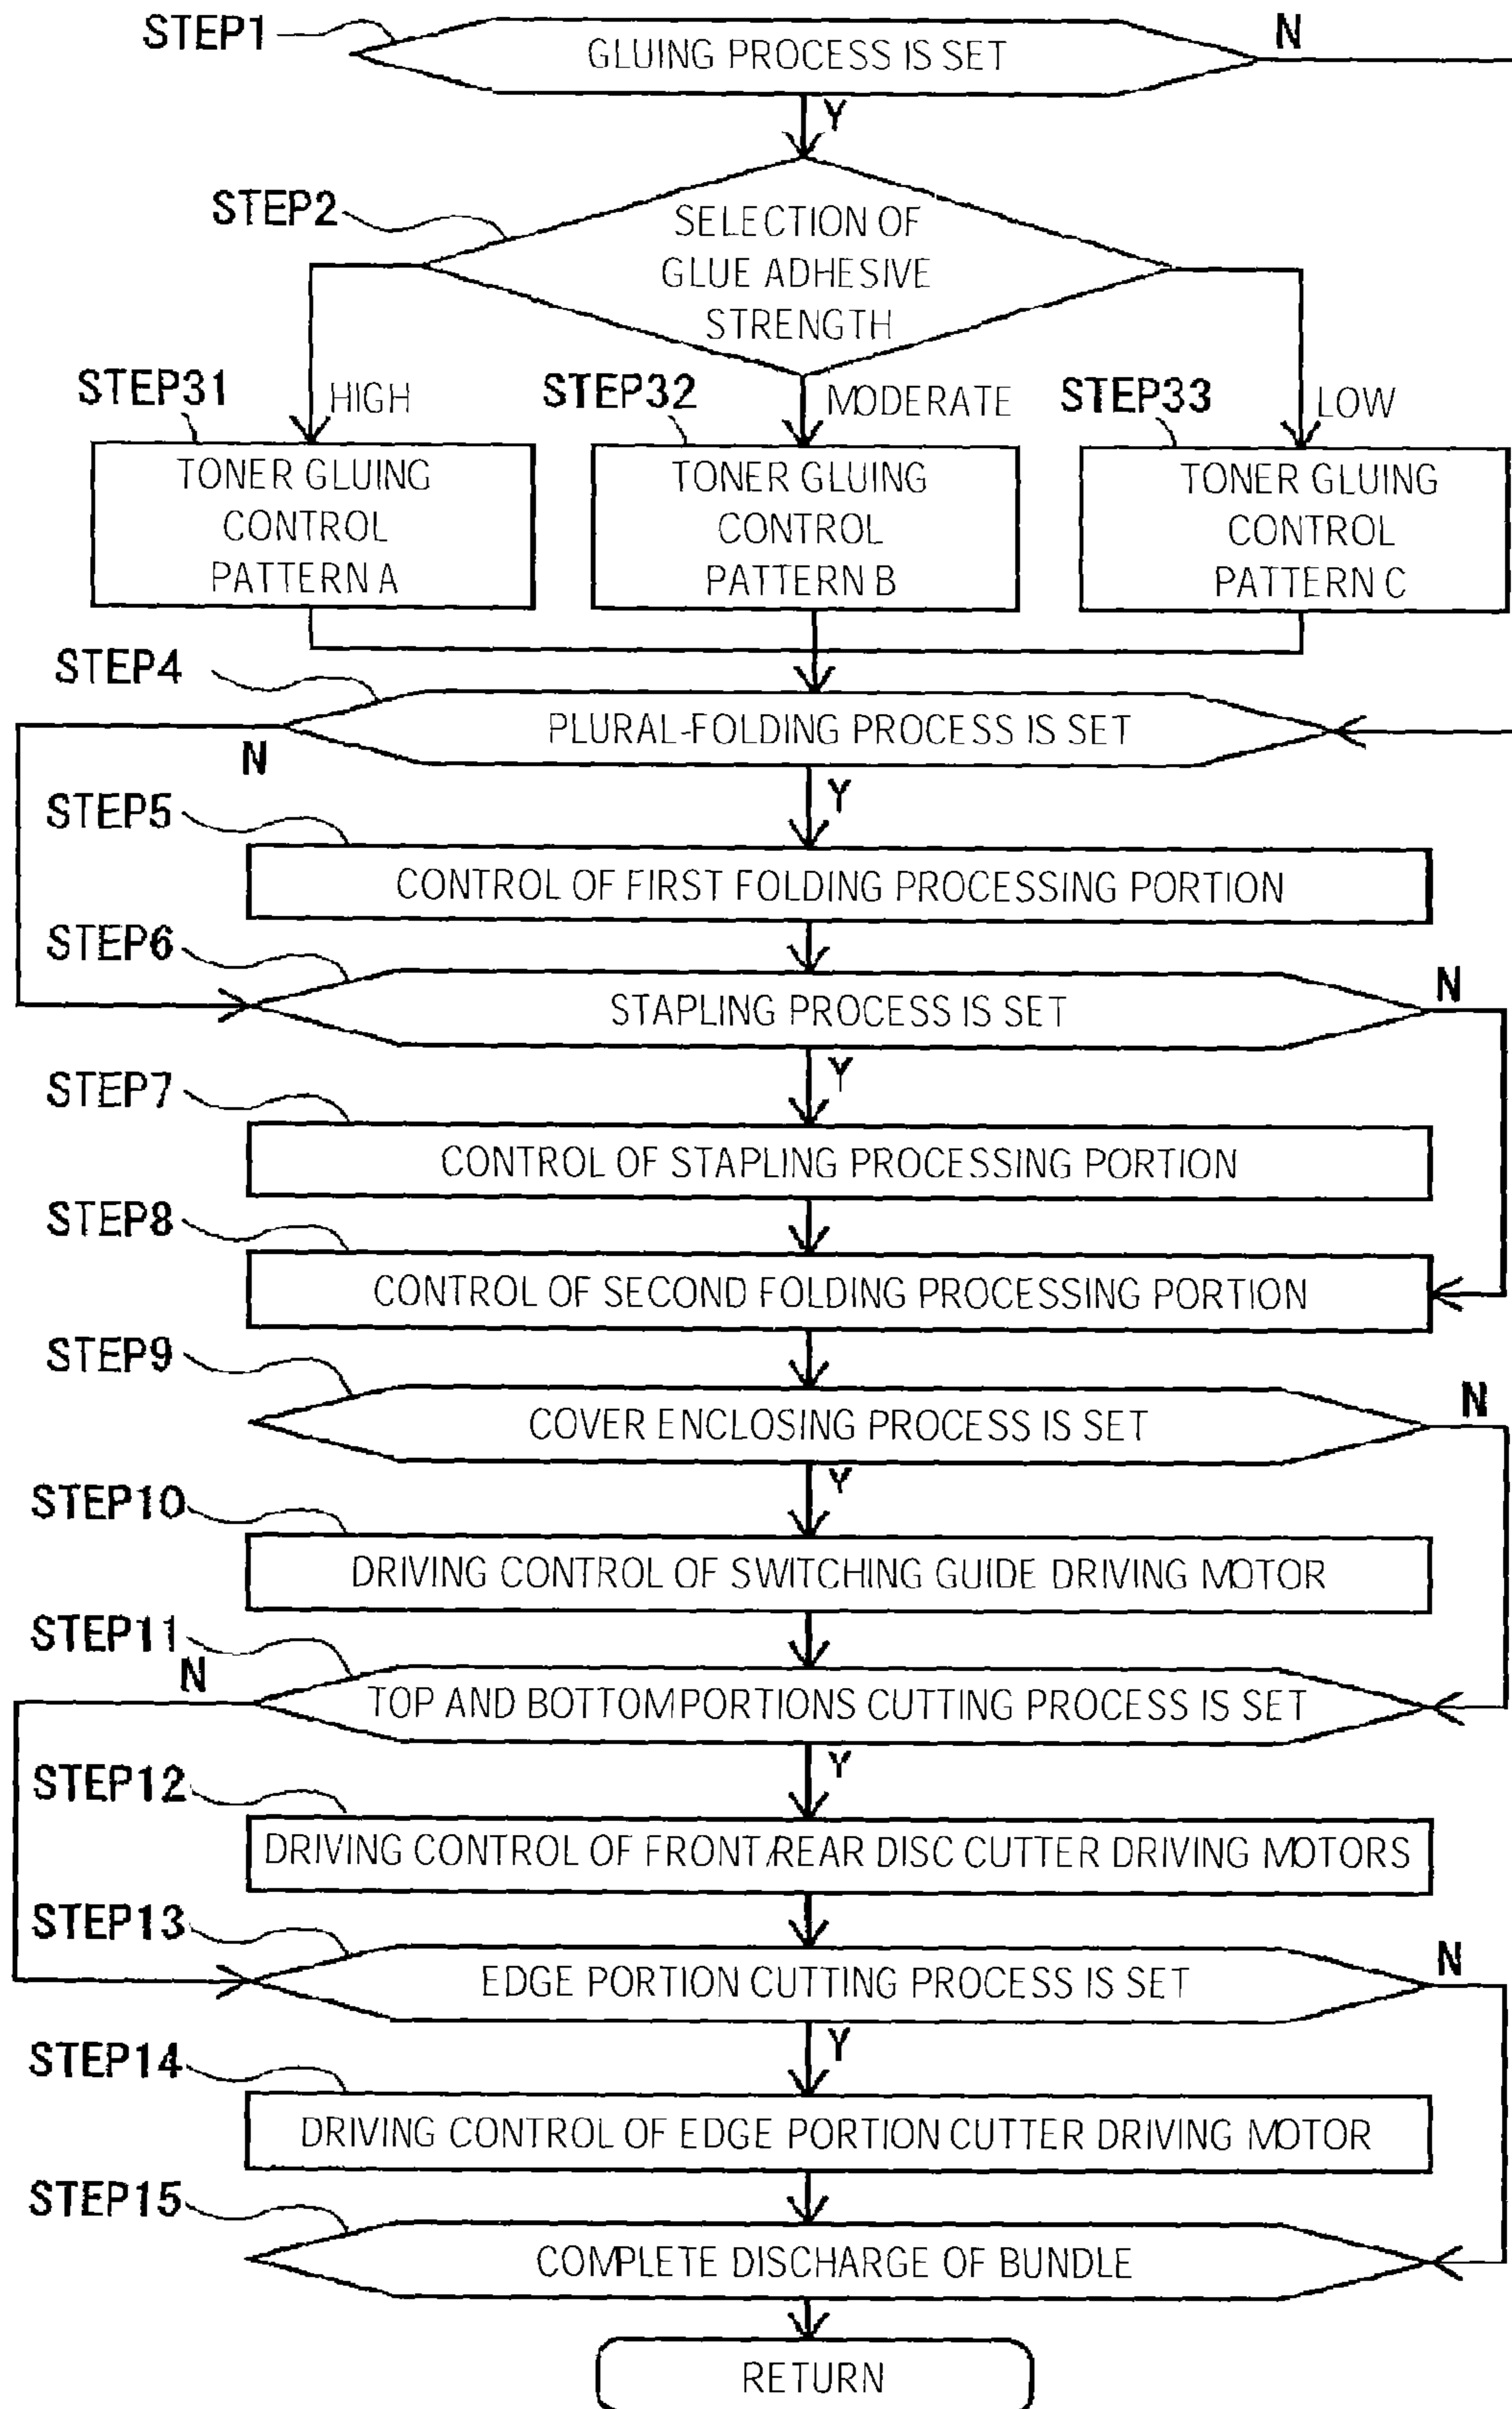 STEP1
GLUING PROCESS IS SET
N
Y
STEP2
SELECTION OF
GLUE ADHESIVE
STRENGTH
STEP31
HIGH
STEP32
MODERATE
STEP33
LOW
TONER GLUING
CONTROL
PATTERN A
TONER GLUING
CONTROL
PATTERN B
TONER GLUING
CONTROL
PATTERN C
STEP4
PLURAL-FOLDING PROCESS IS SET
N
Y
STEP5
CONTROL OF FIRST FOLDING PROCESSING PORTION
STEP6
STAPLING PROCESS IS SET
N
Y
STEP7
CONTROL OF STAPLING PROCESSING PORTION
STEP8
CONTROL OF SECOND FOLDING PROCESSING PORTION
STEP9
COVER ENCLOSING PROCESS IS SET
N
Y
STEP10
DRIVING CONTROL OF SWITCHING GUIDE DRIVING MOTOR
STEP11
N
TOP AND BOTTOM PORTIONS CUTTING PROCESS IS SET
Y
STEP12
DRIVING CONTROL OF FRONT/REAR DISC CUTTER DRIVING MOTORS
STEP13
EDGE PORTION CUTTING PROCESS IS SET
N
Y
STEP14
DRIVING CONTROL OF EDGE PORTION CUTTER DRIVING MOTOR
STEP15
COMPLETE DISCHARGE OF BUNDLE
RETURN